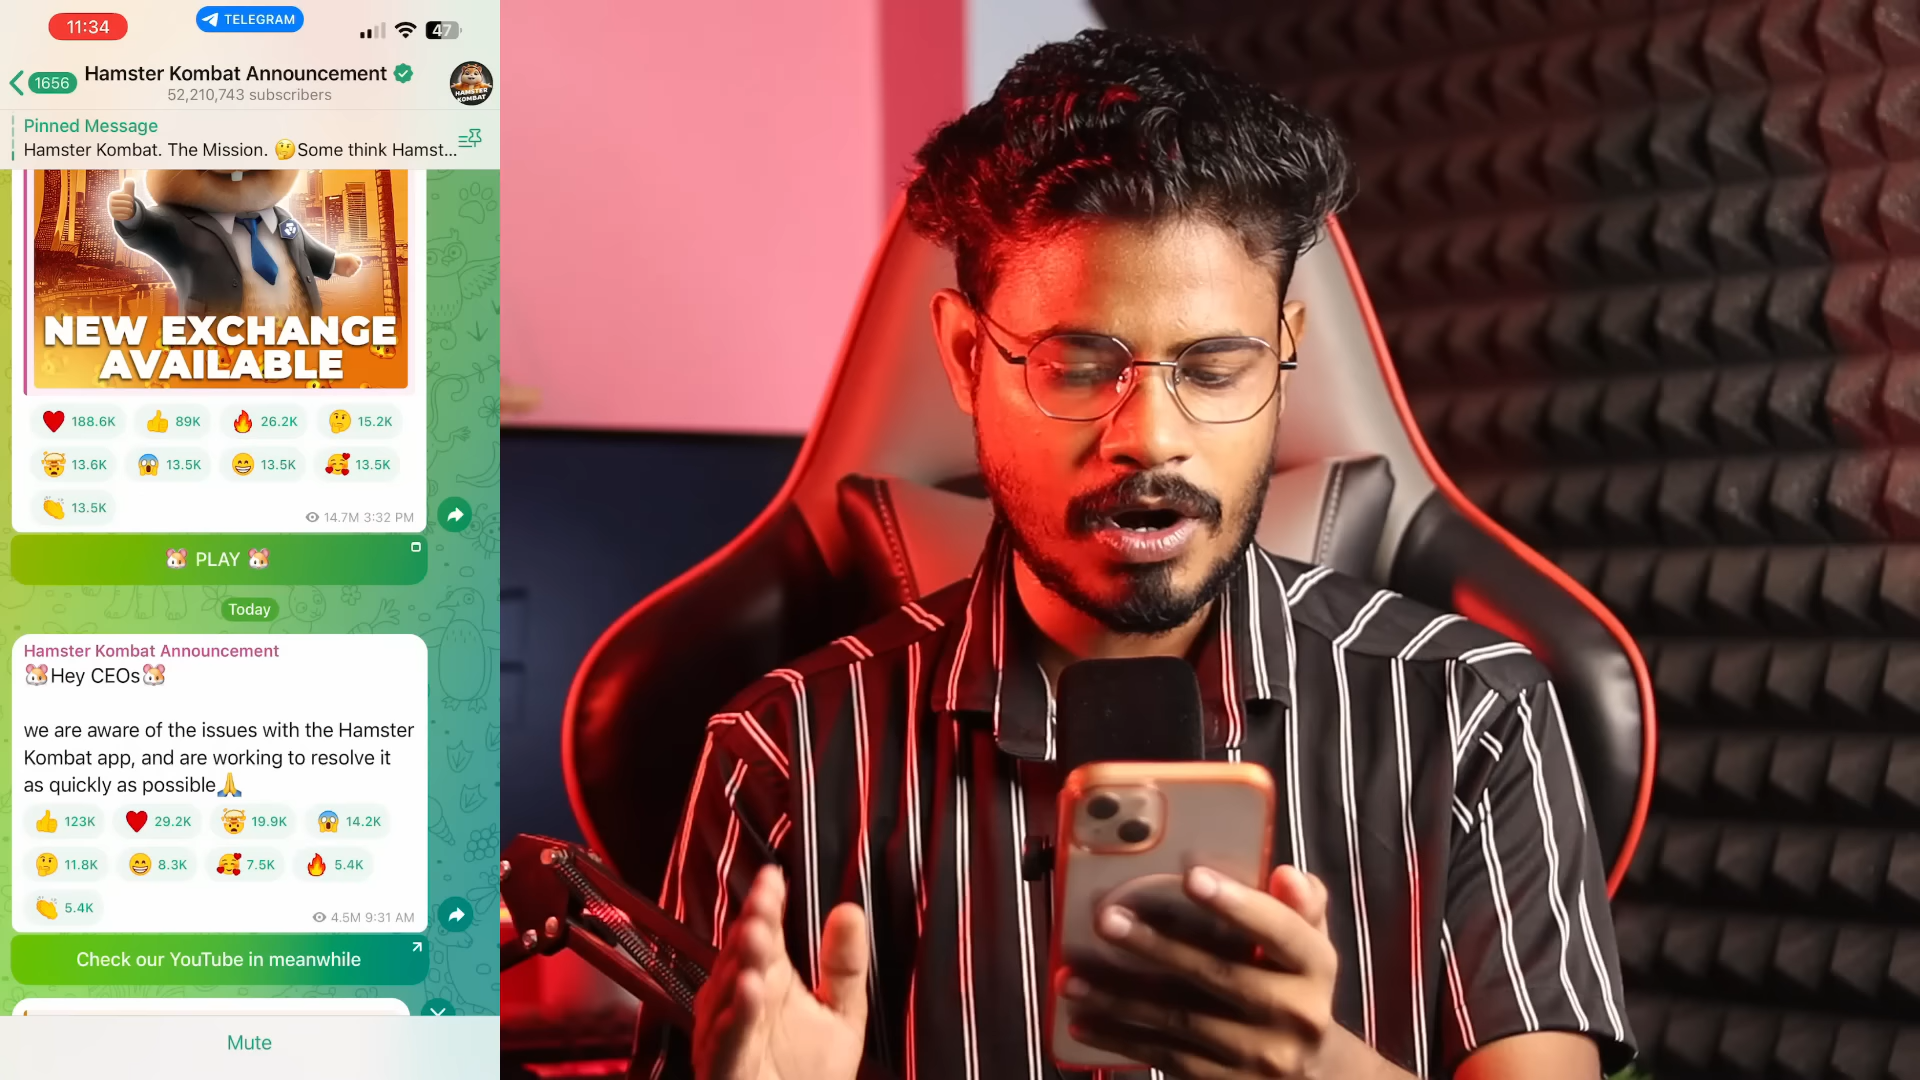 11:34
TELEGRAM
47
1656
Hamster Kombat Announcement
52,210,743 subscribers
HAMSTER
KOMBAT
Pinned Message
Hamster Kombat. The Mission. 🤔Some think Hamst...
NEW EXCHANGE
AVAILABLE
❤️ 188.6K 👍 89K 🔥 26.2K 🤔 15.2K
🤯 13.6K 😱 13.5K 😁 13.5K 🥰 13.5K
👏 13.5K
14.7M 3:32 PM
🐹 PLAY 🐹
Today
Hamster Kombat Announcement
🐹Hey CEOs🐹
we are aware of the issues with the Hamster
Kombat app, and are working to resolve it
as quickly as possible🙏
👍 123K ❤️ 29.2K 🤯 19.9K 😱 14.2K
🤔 11.8K 😁 8.3K 🥰 7.5K 🔥 5.4K
👏 5.4K
4.5M 9:31 AM
Check our YouTube in meanwhile
Mute